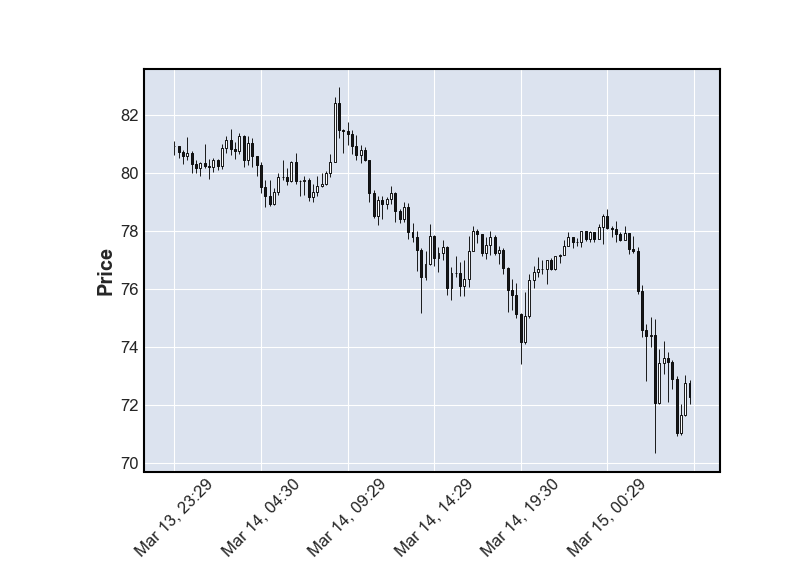 82
80
78
76
74
72
70
Price
Mar 13, 23:29
Mar 14, 04:30
Mar 14, 09:29
Mar 14, 14:29
Mar 14, 19:30
Mar 15, 00:29